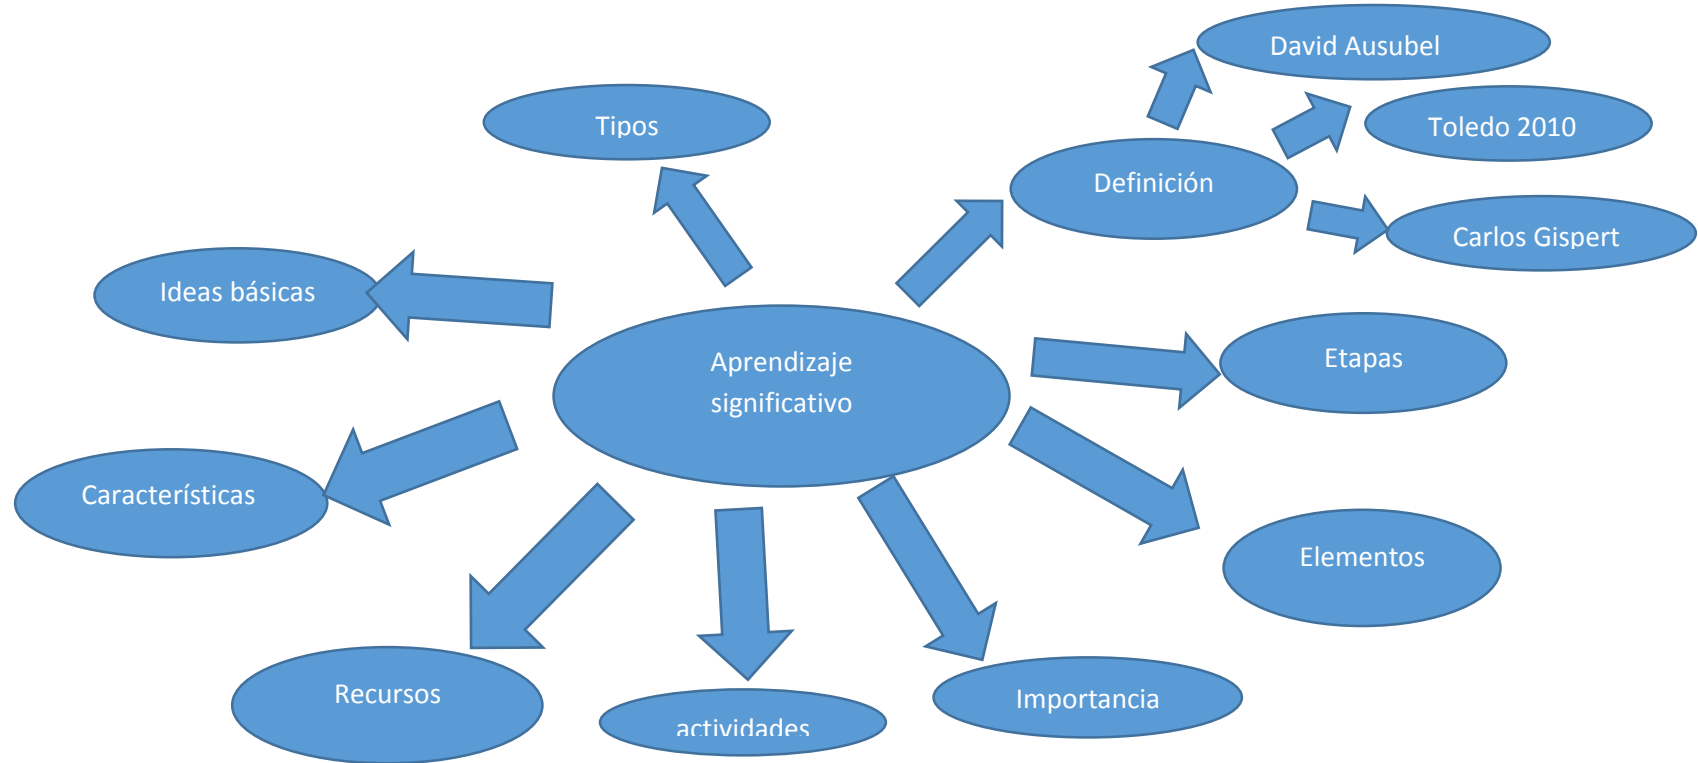 David Ausubel
Tipos
Toledo 2010
Definición
Carlos Gispert
Ideas básicas
Aprendizaje
significativo
Etapas
Características
Elementos
Recursos
Importancia
actividades